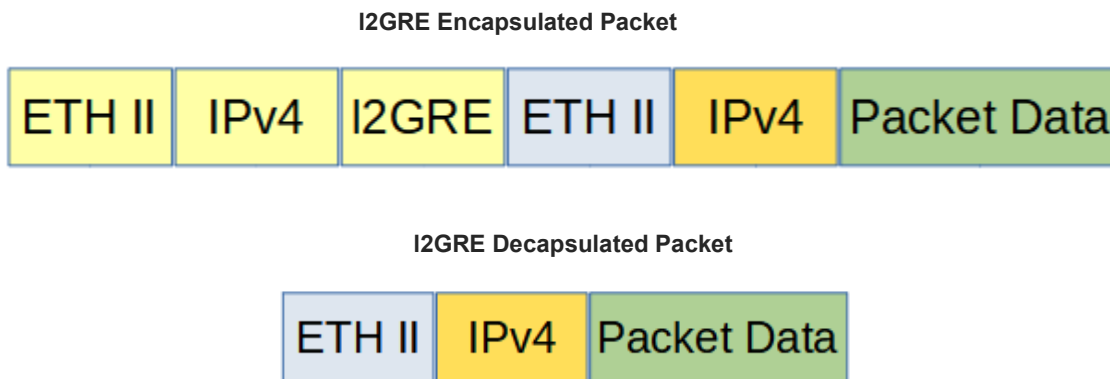 l2GRE Encapsulated Packet
ETH II IPv4 l2GRE ETH II IPv4 Packet Data
l2GRE Decapsulated Packet
ETH II IPv4 Packet Data